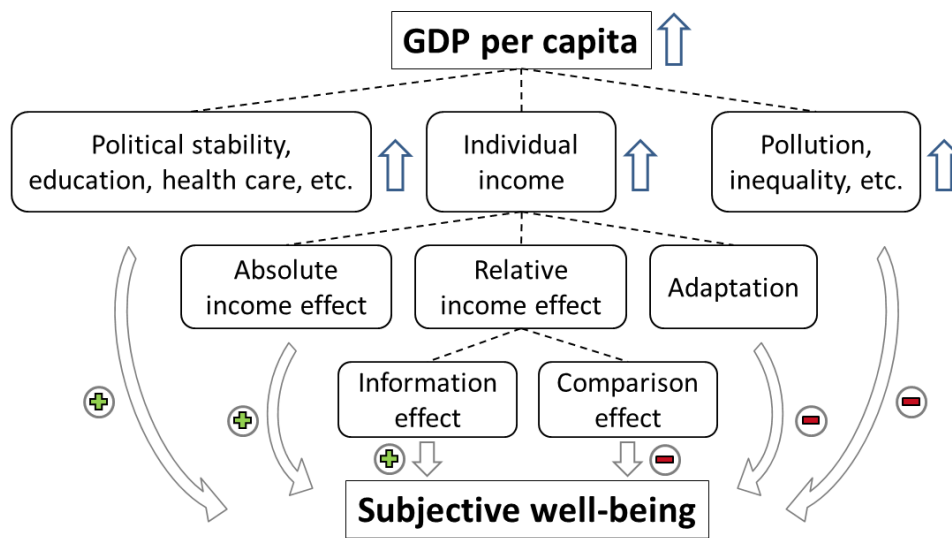 GDP per capita
Political stability,
education, health care, etc.
Individual
income
Pollution,
inequality, etc.
Absolute
income effect
Relative
income effect
Adaptation
Information
effect
Comparison
effect
Subjective well-being